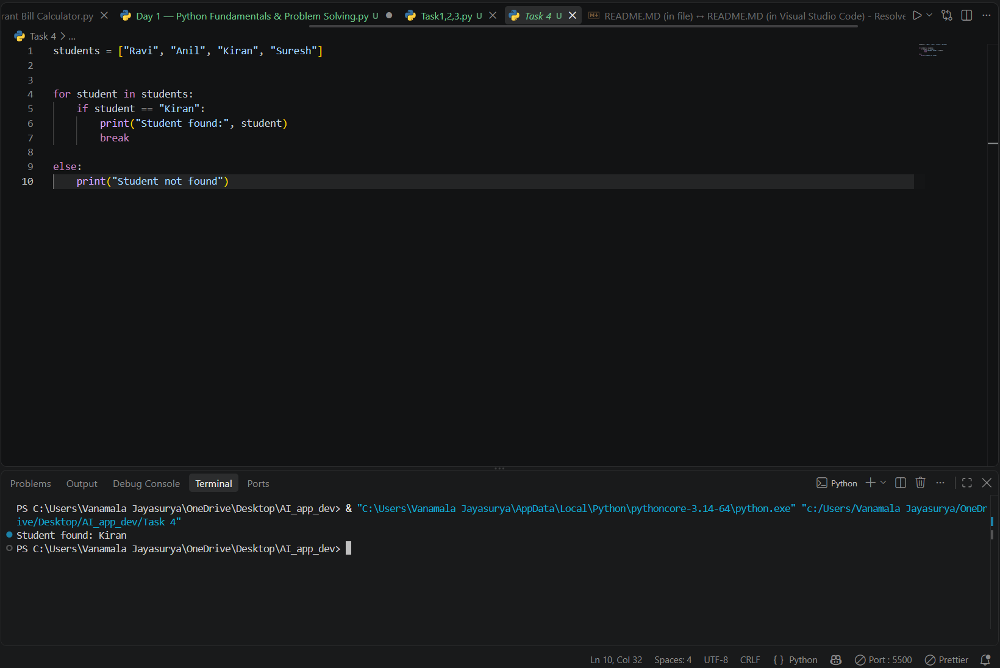 rant Bill Calculator.py Day 1 — Python Fundamentals & Problem Solving.py U Task1,2,3.py U Task 4 U README.MD (in file) ↔ README.MD (in Visual Studio Code) - Resolve
Task 4 > ...
1 students = ["Ravi", "Anil", "Kiran", "Suresh"]
2
3
4 for student in students:
5     if student == "Kiran":
6         print("Student found:", student)
7         break
8
9 else:
10     print("Student not found")
Problems Output Debug Console Terminal Ports Python
PS C:\Users\Vanamala Jayasurya\OneDrive\Desktop\AI_app_dev> & "C:\Users\Vanamala Jayasurya\AppData\Local\Python\pythoncore-3.14-64\python.exe" "c:/Users/Vanamala Jayasurya/OneDr
ive/Desktop/AI_app_dev/Task 4"
Student found: Kiran
PS C:\Users\Vanamala Jayasurya\OneDrive\Desktop\AI_app_dev>
Ln 10, Col 32 Spaces: 4 UTF-8 CRLF { } Python Port : 5500 Prettier